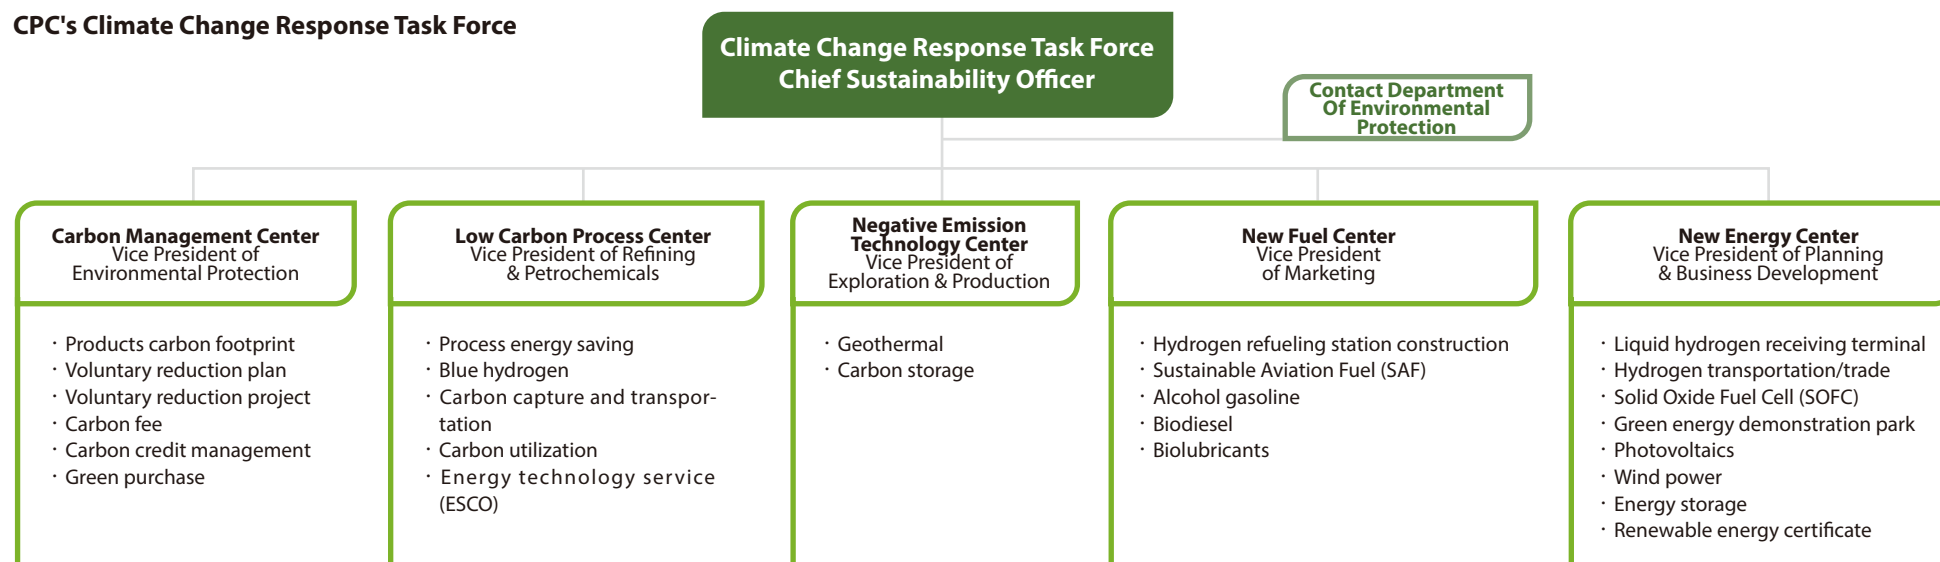 CPC's Climate Change Response Task Force
Climate Change Response Task Force
Chief Sustainability Officer
Contact Department
Of Environmental
Protection
Carbon Management Center
Vice President of
Environmental Protection
· Products carbon footprint
· Voluntary reduction plan
· Voluntary reduction project
· Carbon fee
· Carbon credit management
· Green purchase
Low Carbon Process Center
Vice President of Refining
& Petrochemicals
· Process energy saving
· Blue hydrogen
· Carbon capture and transpor-
tation
· Carbon utilization
· Energy technology service
(ESCO)
Negative Emission
Technology Center
Vice President of
Exploration & Production
· Geothermal
· Carbon storage
New Fuel Center
Vice President
of Marketing
· Hydrogen refueling station construction
· Sustainable Aviation Fuel (SAF)
· Alcohol gasoline
· Biodiesel
· Biolubricants
New Energy Center
Vice President of Planning
& Business Development
· Liquid hydrogen receiving terminal
· Hydrogen transportation/trade
· Solid Oxide Fuel Cell (SOFC)
· Green energy demonstration park
· Photovoltaics
· Wind power
· Energy storage
· Renewable energy certificate